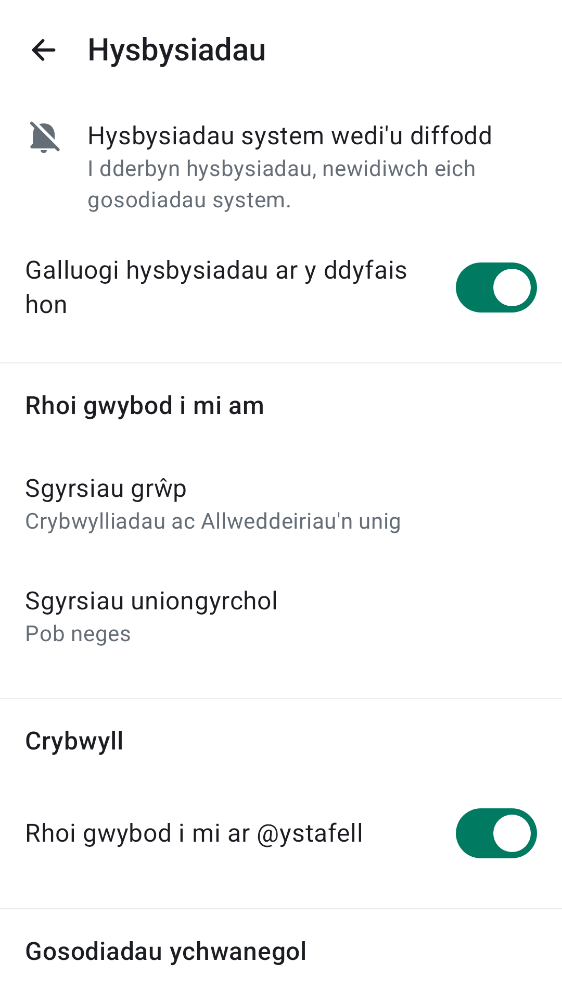 Hysbysiadau
Hysbysiadau system wedi'u diffodd
I dderbyn hysbysiadau, newidiwch eich
gosodiadau system.
Galluogi hysbysiadau ar y ddyfais
hon
Rhoi gwybod i mi am
Sgyrsiau grŵp
Crybwylliadau ac Allweddeiriau'n unig
Sgyrsiau uniongyrchol
Pob neges
Crybwyll
Rhoi gwybod i mi ar @ystafell
Gosodiadau ychwanegol